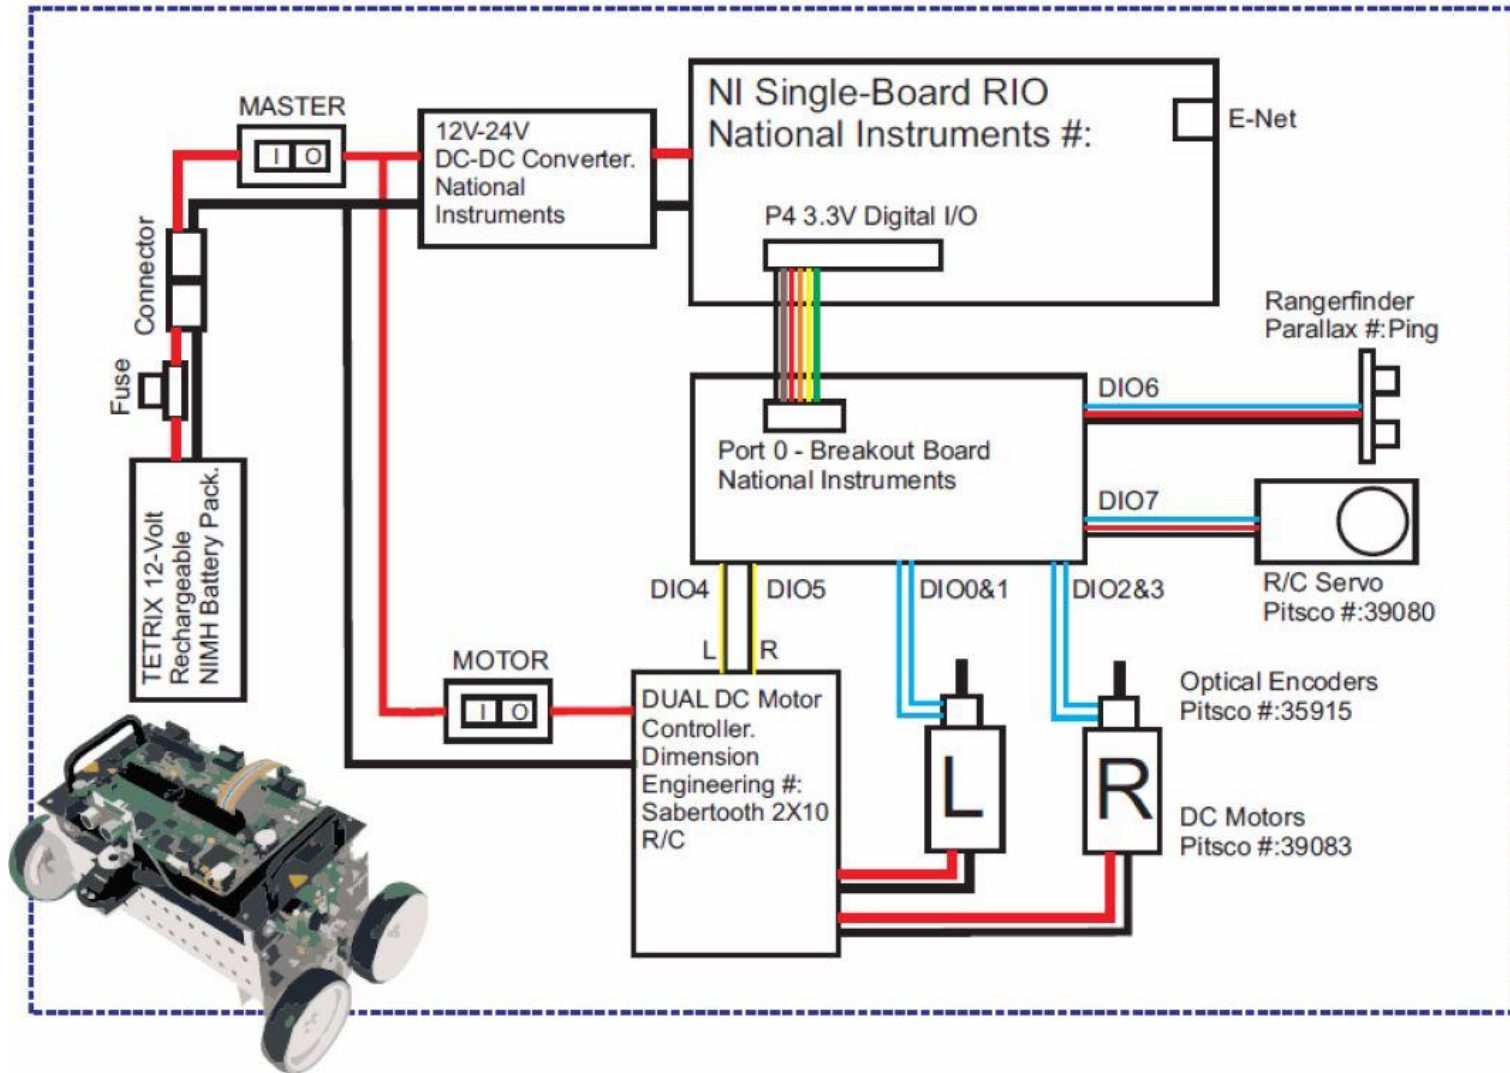 MASTER
I O
12V-24V
DC-DC Converter.
National
Instruments
NI Single-Board RIO
National Instruments #:
E-Net
P4 3.3V Digital I/O
Connector
Fuse
TETRIX 12-Volt
Rechargeable
NIMH Battery Pack.
Rangerfinder
Parallax #:Ping
DIO6
Port 0 - Breakout Board
National Instruments
DIO7
R/C Servo
Pitsco #:39080
DIO4
DIO5
DIO0&1
DIO2&3
L
R
MOTOR
I O
DUAL DC Motor
Controller.
Dimension
Engineering #:
Sabertooth 2X10
R/C
Optical Encoders
Pitsco #:35915
L
R
DC Motors
Pitsco #:39083